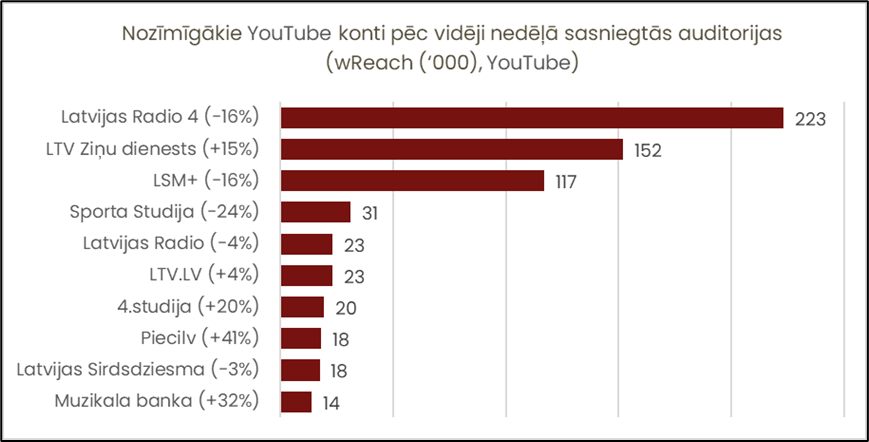 Nozīmīgākie YouTube konti pēc vidēji nedēļā sasniegtās auditorijas
(wReach (‘000), YouTube)
Latvijas Radio 4 (-16%) 223
LTV Ziņu dienests (+15%) 152
LSM+ (-16%) 117
Sporta Studija (-24%) 31
Latvijas Radio (-4%) 23
LTV.LV (+4%) 23
4.studija (+20%) 20
Piecilv (+41%) 18
Latvijas Sirdsdziesma (-3%) 18
Muzikala banka (+32%) 14